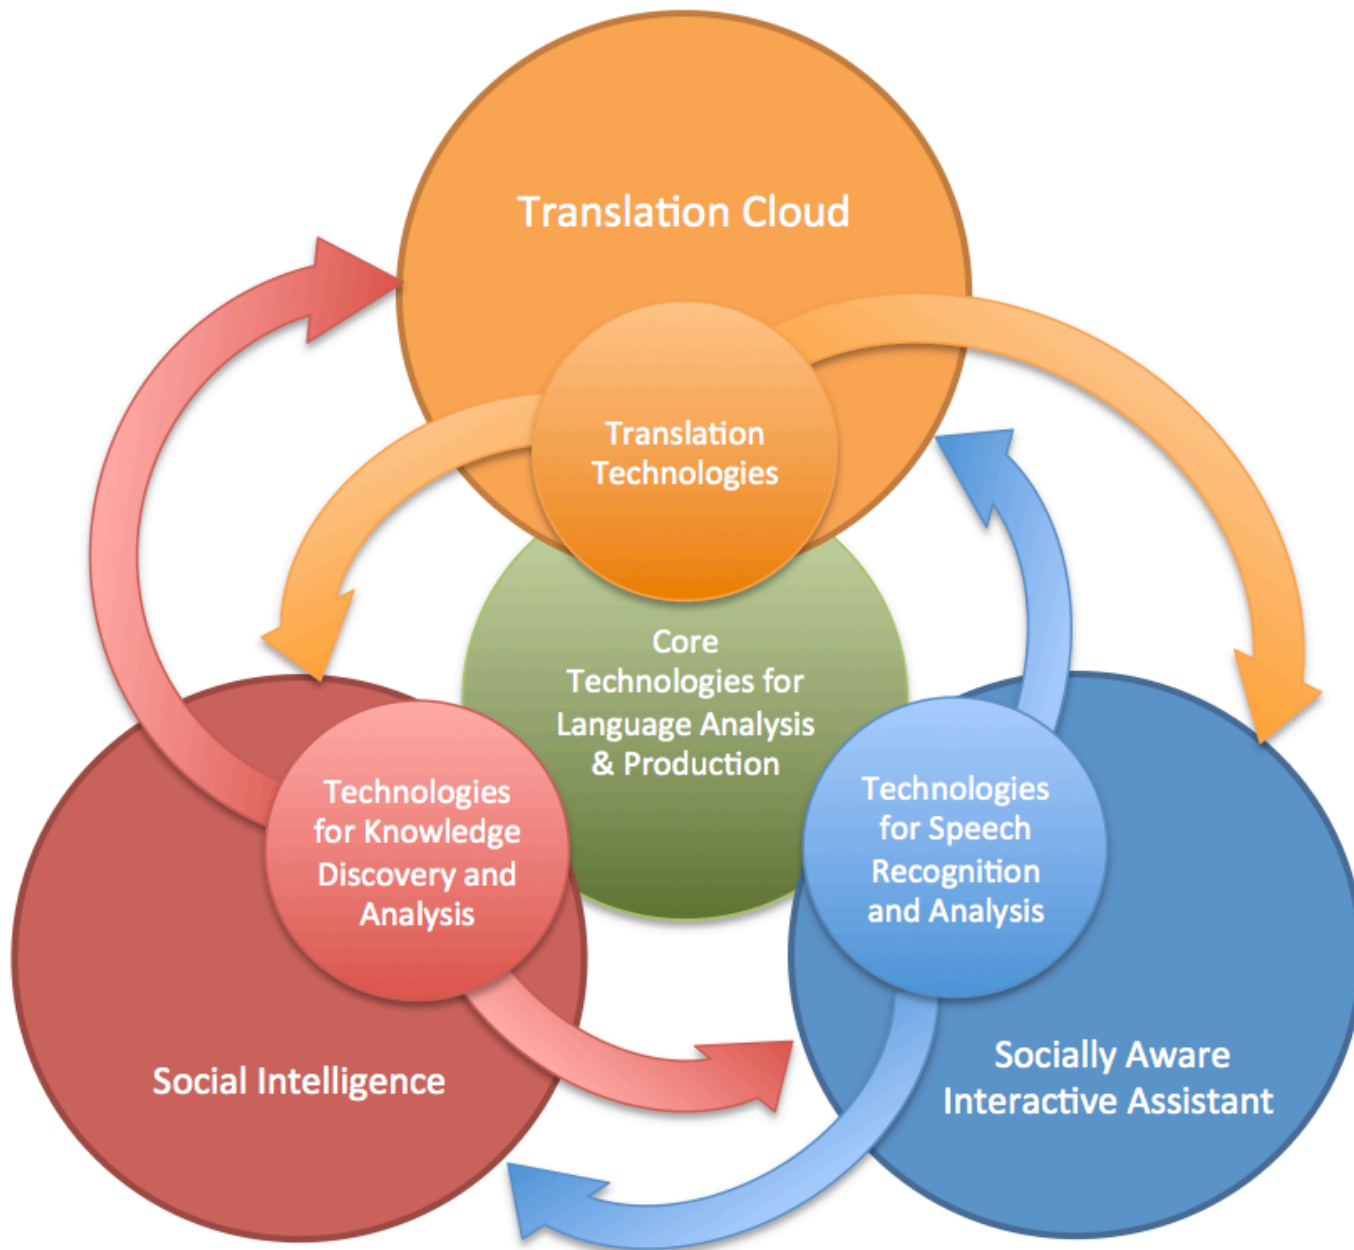 Translation Cloud
Translation
Technologies
Core
Technologies for
Language Analysis
& Production
Technologies
for Knowledge
Discovery and
Analysis
Technologies
for Speech
Recognition
and Analysis
Social Intelligence
Socially Aware
Interactive Assistant